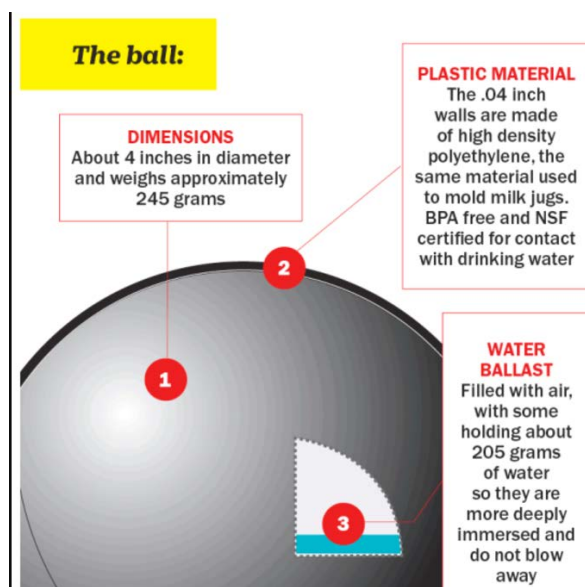 The ball:
DIMENSIONS
About 4 inches in diameter
and weighs approximately
245 grams
PLASTIC MATERIAL
The .04 inch
walls are made
of high density
polyethylene, the
same material used
to mold milk jugs.
BPA free and NSF
certified for contact
with drinking water
1
2
WATER
BALLAST
Filled with air,
with some
holding about
205 grams
of water
so they are
more deeply
immersed and
do not blow
away
3